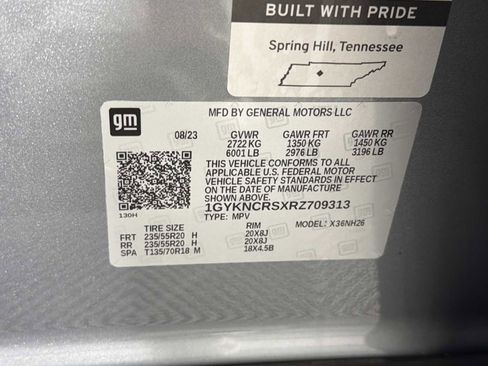 BUILT WITH PRIDE
Spring Hill, Tennessee
gm
MFD BY GENERAL MOTORS LLC
08/23 GVWR GAWR FRT GAWR RR
2722 KG 1350 KG 1450 KG
6001 LB 2976 LB 3196 LB
THIS VEHICLE CONFORMS TO ALL
APPLICABLE U.S. FEDERAL MOTOR
VEHICLE SAFETY STANDARDS IN EFFECT
ON THE DATE OF MANUFACTURE
SHOWN ABOVE.
1GYKNCRSXRZ709313
130H
TYPE: MPV MODEL: X36NH26
TIRE SIZE RIM
FRT 235/55R20 H 20X8J
RR 235/55R20 H 20X8J
SPA T135/70R18 M 18X4.5B